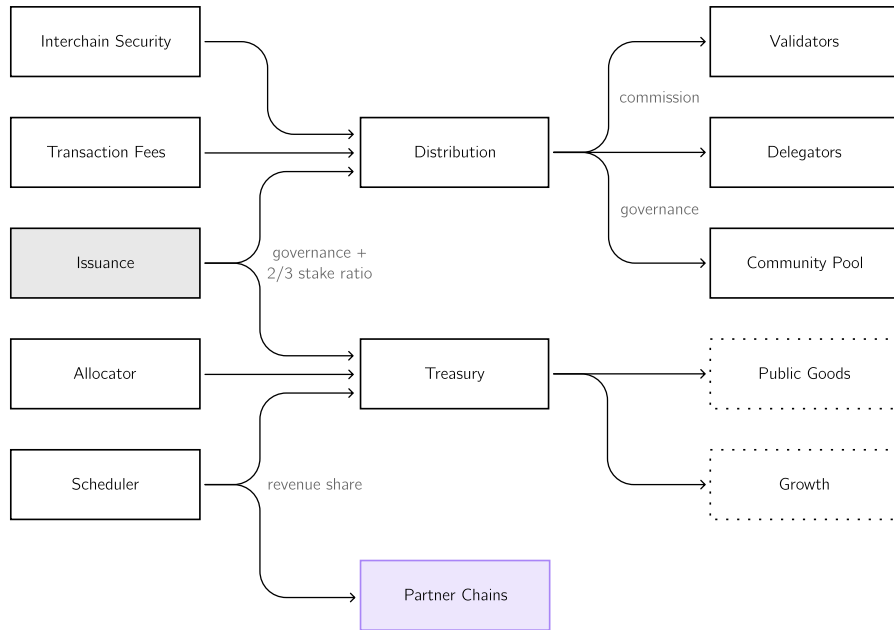 Interchain Security
Validators
commission
Transaction Fees
Distribution
Delegators
governance
Issuance
governance +
2/3 stake ratio
Community Pool
Allocator
Treasury
Public Goods
Scheduler
revenue share
Growth
Partner Chains